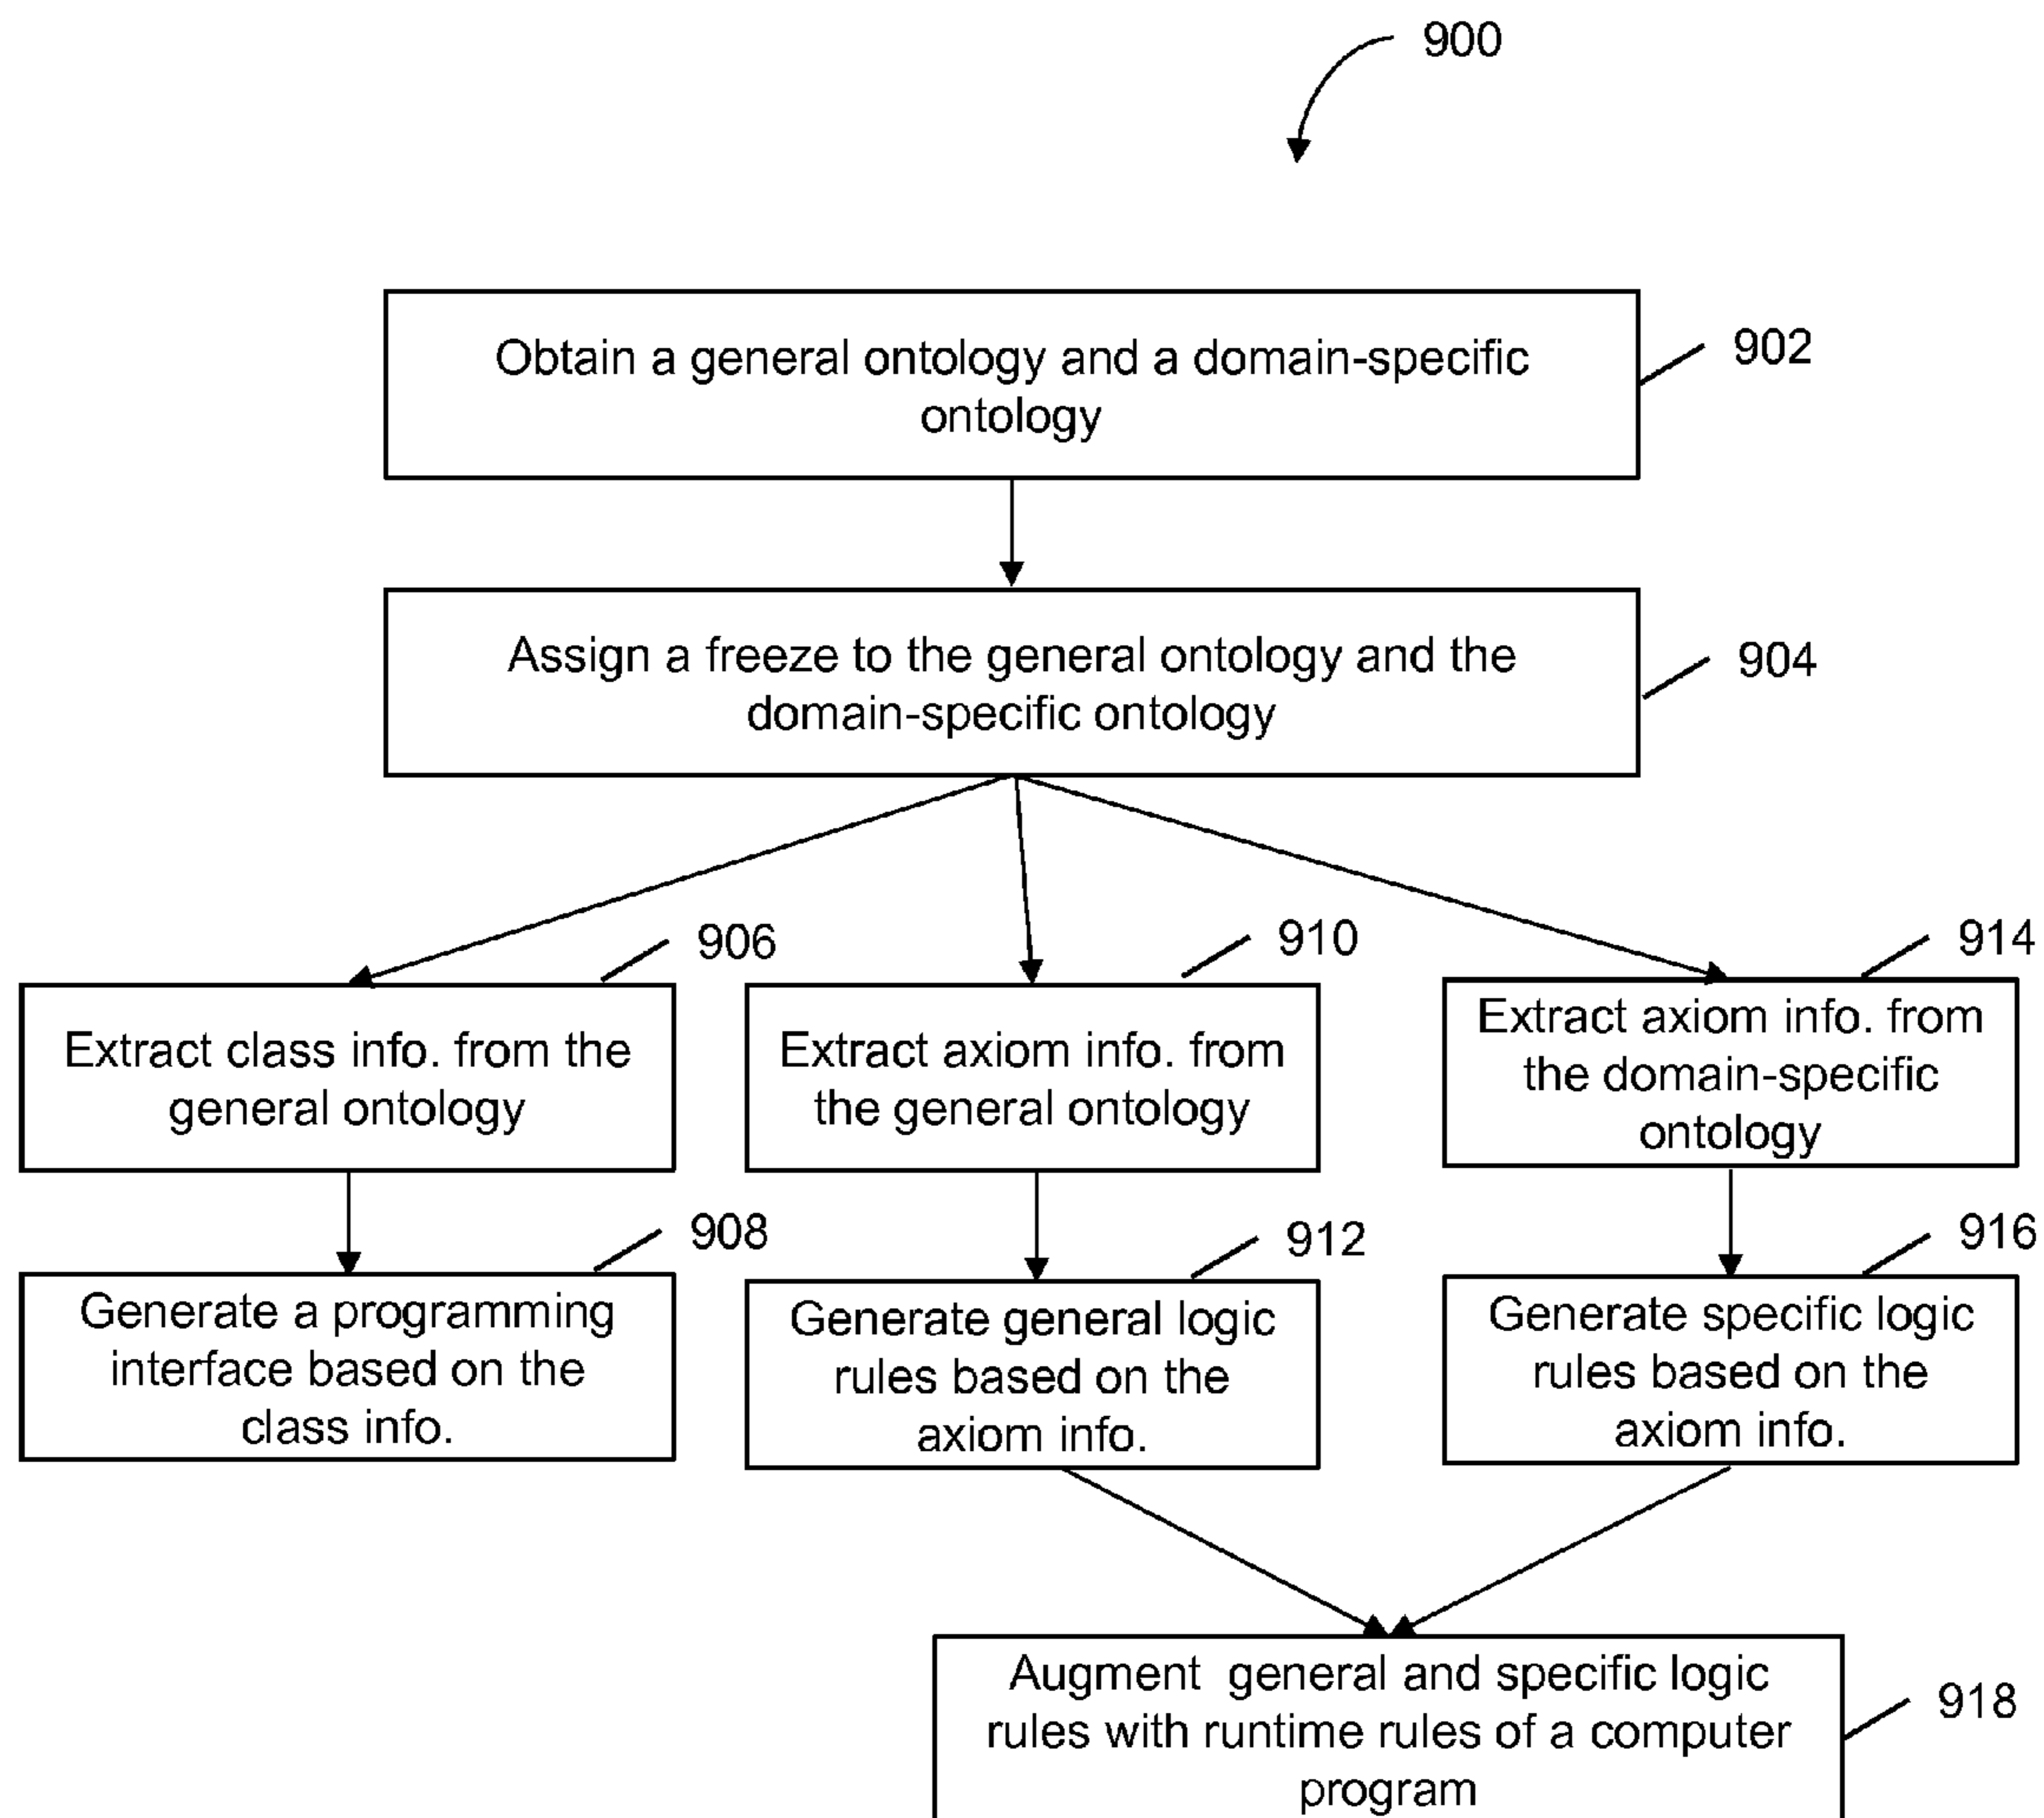 900
Obtain a general ontology and a domain-specific
ontology
902
Assign a freeze to the general ontology and the
domain-specific ontology
904
906
Extract class info. from the
general ontology
910
Extract axiom info. from
the general ontology
914
Extract axiom info. from
the domain-specific
ontology
908
Generate a programming
interface based on the
class info.
912
Generate general logic
rules based on the
axiom info.
916
Generate specific logic
rules based on the
axiom info.
Augment general and specific logic
rules with runtime rules of a computer
program
918